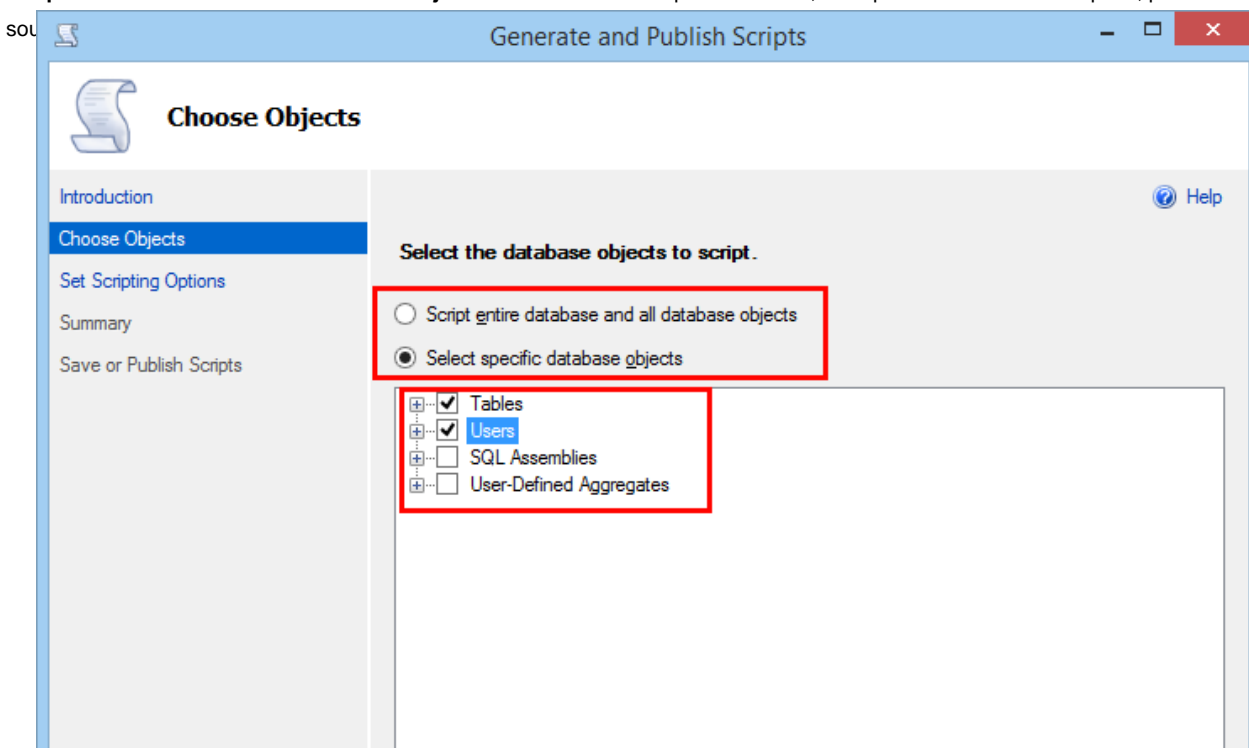 sou
Generate and Publish Scripts
Choose Objects
Introduction
Help
Choose Objects
Select the database objects to script.
Set Scripting Options
Script entire database and all database objects
Summary
Select specific database objects
Save or Publish Scripts
Tables
Users
SQL Assemblies
User-Defined Aggregates